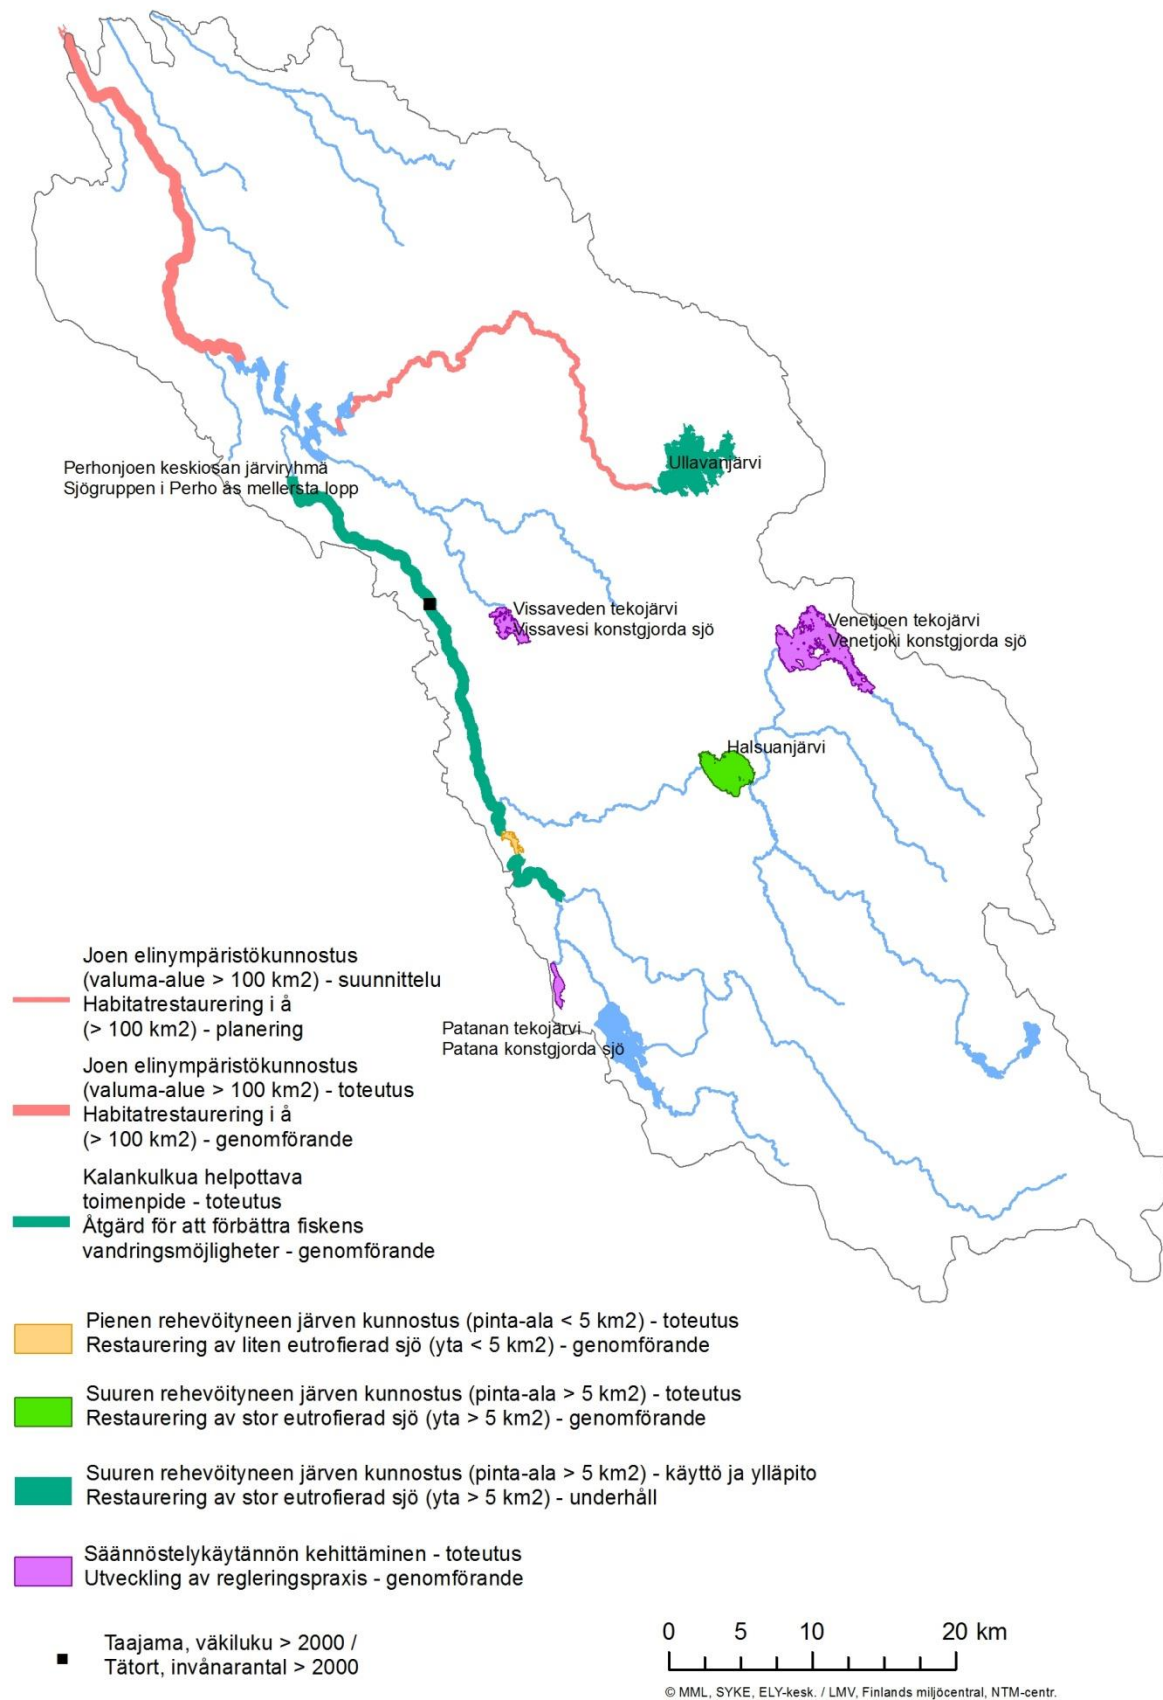 Perhonjoen keskiosan järviryhmä
Sjögruppen i Perho ås mellersta lopp
Ullavanjärvi
Vissaveden tekojärvi
Vissavesi konstgjorda sjö
Venetjoen tekojärvi
Venetjoki konstgjorda sjö
Halsuanjärvi
Patanan tekojärvi
Patana konstgjorda sjö
Joen elinympäristökunnostus
(valuma-alue > 100 km2) - suunnittelu
Habitatrestaurering i å
(> 100 km2) - planering
Joen elinympäristökunnostus
(valuma-alue > 100 km2) - toteutus
Habitatrestaurering i å
(> 100 km2) - genomförande
Kalankulkua helpottava
toimenpide - toteutus
Åtgärd för att förbättra fiskens
vandringsmöjligheter - genomförande
Pienen rehevöityneen järven kunnostus (pinta-ala < 5 km2) - toteutus
Restaurering av liten eutrofierad sjö (yta < 5 km2) - genomförande
Suuren rehevöityneen järven kunnostus (pinta-ala > 5 km2) - toteutus
Restaurering av stor eutrofierad sjö (yta > 5 km2) - genomförande
Suuren rehevöityneen järven kunnostus (pinta-ala > 5 km2) - käyttö ja ylläpito
Restaurering av stor eutrofierad sjö (yta > 5 km2) - underhåll
Säännöstelykäytännön kehittäminen - toteutus
Utveckling av regleringspraxis - genomförande
Taajama, väkiluku > 2000 /
Tätort, invånarantal > 2000
0 5 10 20 km
© MML, SYKE, ELY-kesk. / LMV, Finlands miljöcentral, NTM-centr.